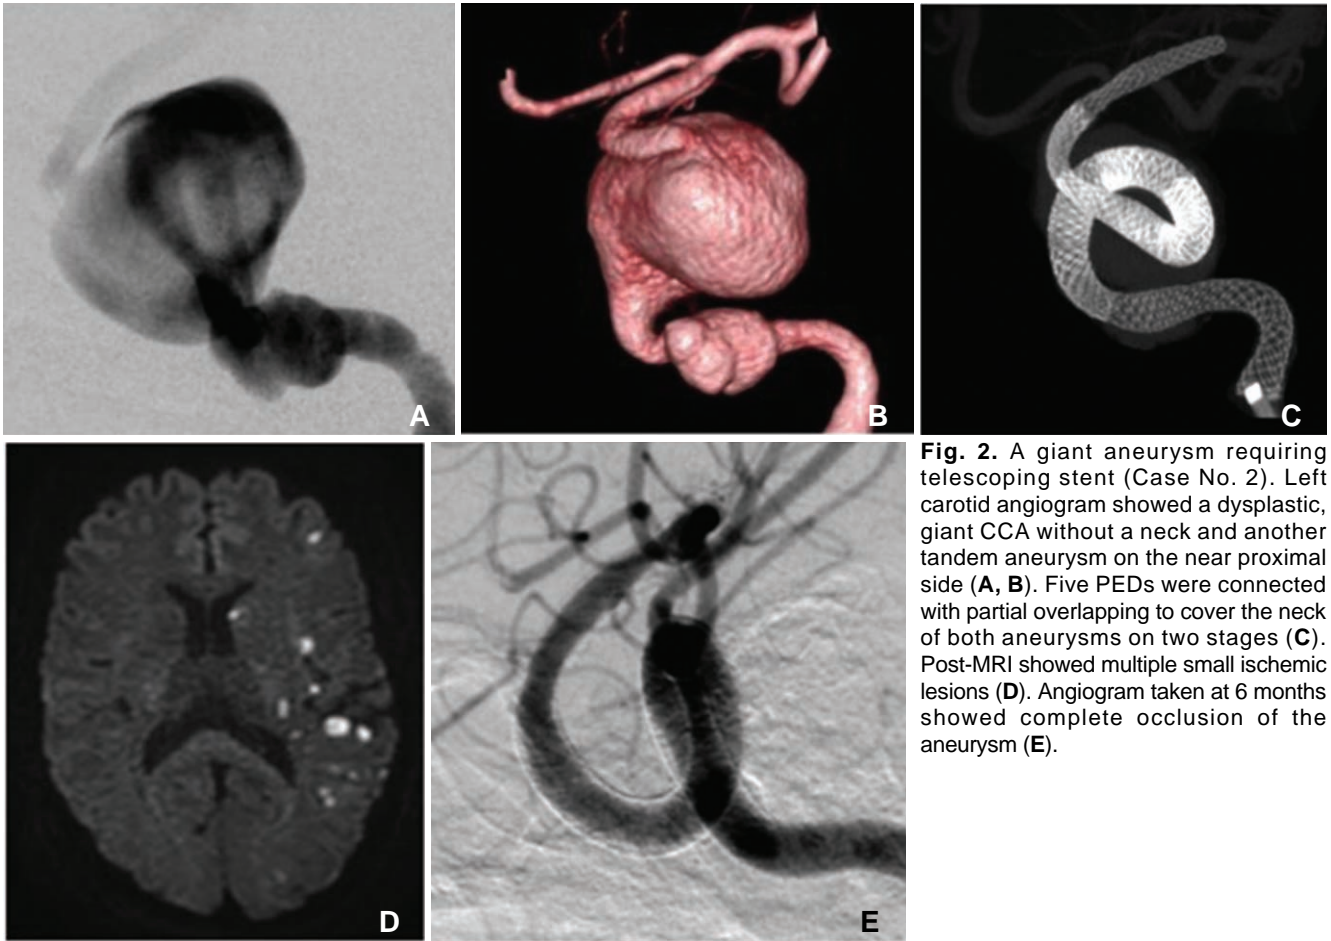 A
B
C
D
E
Fig. 2. A giant aneurysm requiring
telescoping stent (Case No. 2). Left
carotid angiogram showed a dysplastic,
giant CCA without a neck and another
tandem aneurysm on the near proximal
side (A, B). Five PEDs were connected
with partial overlapping to cover the neck
of both aneurysms on two stages (C).
Post-MRI showed multiple small ischemic
lesions (D). Angiogram taken at 6 months
showed complete occlusion of the
aneurysm (E).